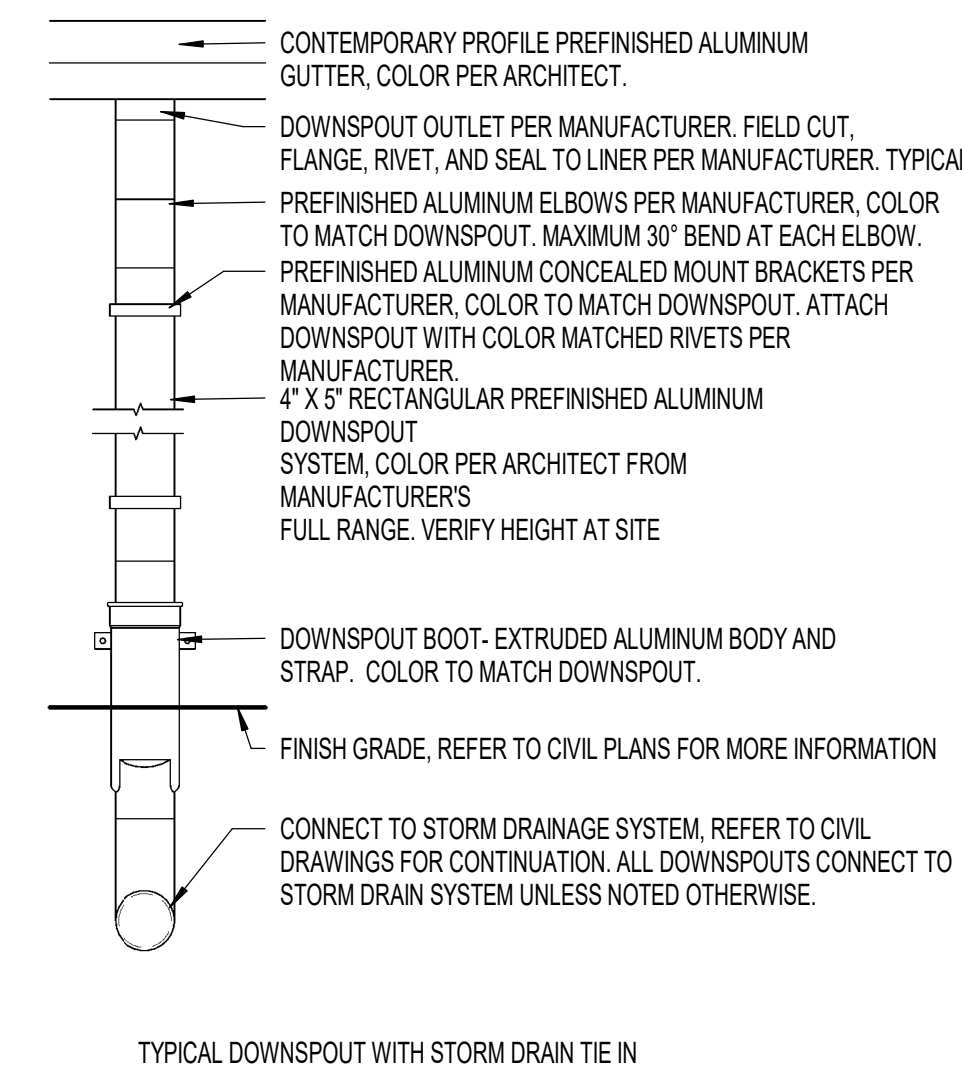 CONTEMPORARY PROFILE PREFINISHED ALUMINUM
GUTTER, COLOR PER ARCHITECT.
DOWNSPOUT OUTLET PER MANUFACTURER. FIELD CUT,
FLANGE, RIVET, AND SEAL TO LINER PER MANUFACTURER. TYPICAL
PREFINISHED ALUMINUM ELBOWS PER MANUFACTURER, COLOR
TO MATCH DOWNSPOUT. MAXIMUM 30° BEND AT EACH ELBOW.
PREFINISHED ALUMINUM CONCEALED MOUNT BRACKETS PER
MANUFACTURER, COLOR TO MATCH DOWNSPOUT. ATTACH
DOWNSPOUT WITH COLOR MATCHED RIVETS PER
MANUFACTURER.
4" X 5" RECTANGULAR PREFINISHED ALUMINUM
DOWNSPOUT
SYSTEM, COLOR PER ARCHITECT FROM
MANUFACTURER'S
FULL RANGE. VERIFY HEIGHT AT SITE
DOWNSPOUT BOOT- EXTRUDED ALUMINUM BODY AND
STRAP.  COLOR TO MATCH DOWNSPOUT.
FINISH GRADE, REFER TO CIVIL PLANS FOR MORE INFORMATION
CONNECT TO STORM DRAINAGE SYSTEM, REFER TO CIVIL
DRAWINGS FOR CONTINUATION. ALL DOWNSPOUTS CONNECT TO
STORM DRAIN SYSTEM UNLESS NOTED OTHERWISE.
TYPICAL DOWNSPOUT WITH STORM DRAIN TIE IN